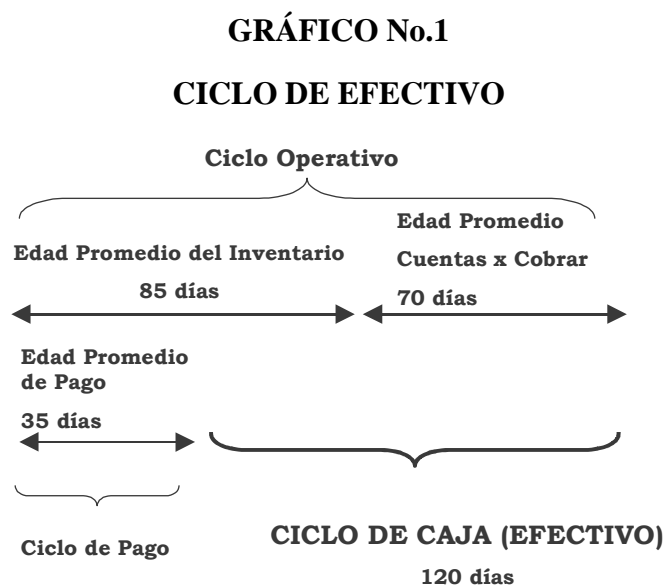 GRÁFICO No.1
CICLO DE EFECTIVO
Ciclo Operativo
Edad Promedio del Inventario
85 días
Edad Promedio
Cuentas x Cobrar
70 días
Edad Promedio
de Pago
35 días
Ciclo de Pago
CICLO DE CAJA (EFECTIVO)
120 días